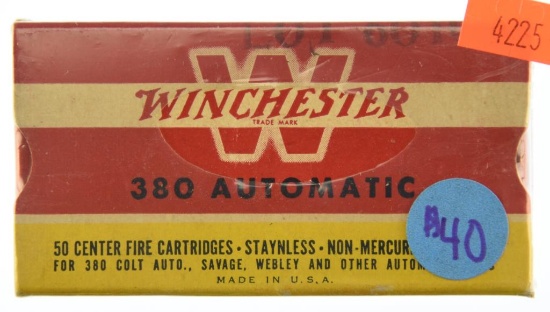 4225
W
WINCHESTER
TRADE MARK
380 AUTOMATIC
$40
50 CENTER FIRE CARTRIDGES · STAYNLESS · NON-MERCUR
FOR 380 COLT AUTO., SAVAGE, WEBLEY AND OTHER AUTOM
MADE IN U.S.A.